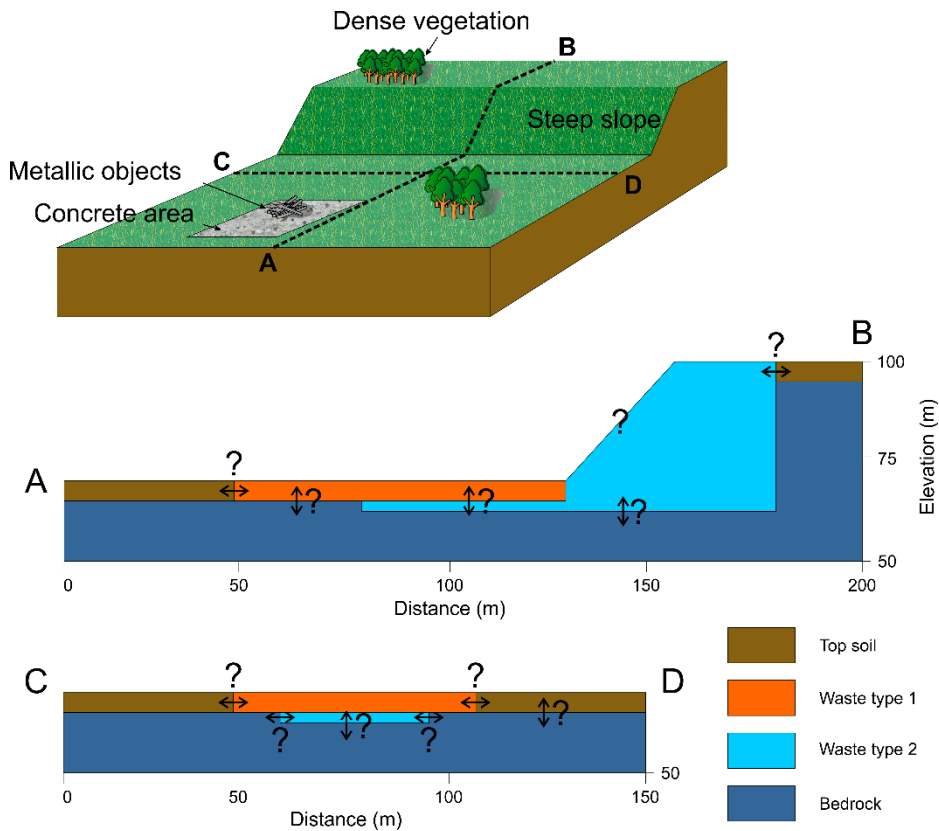 Dense vegetation
B
Steep slope
C
Metallic objects
D
Concrete area
A
B
?
100
?
?
A
75
?
?
?
?
Elevation (m)
50
0
50
100
150
200
Distance (m)
C
?
?
D
Top soil
?
Waste type 1
?
?
?
Waste type 2
50
0
50
100
150
Bedrock
Distance (m)